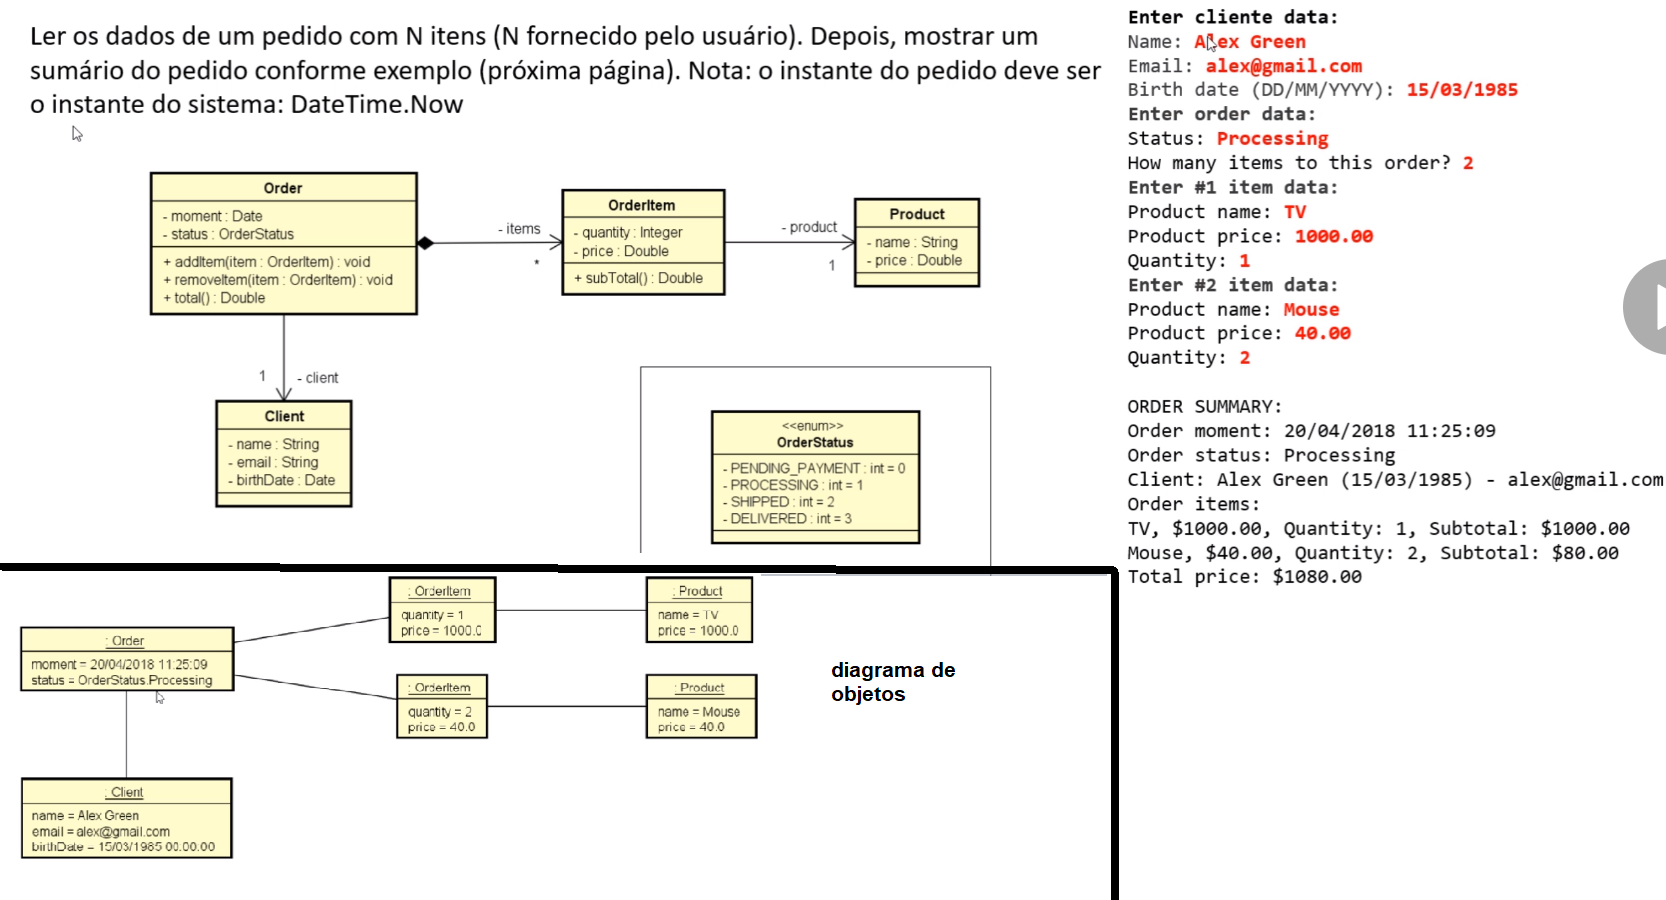 Ler os dados de um pedido com N itens (N fornecido pelo usuário). Depois, mostrar um
sumário do pedido conforme exemplo (próxima página). Nota: o instante do pedido deve ser
o instante do sistema: DateTime.Now
Order
- moment : Date
- status : OrderStatus
+ addItem(item : OrderItem) : void
+ removeItem(item : OrderItem) : void
+ total() : Double
- items
*
OrderItem
- quantity : Integer
- price : Double
+ subTotal() : Double
- product
1
Product
- name : String
- price : Double
1
- client
Client
- name : String
- email : String
- birthDate : Date
<<enum>>
OrderStatus
- PENDING_PAYMENT : int = 0
- PROCESSING : int = 1
- SHIPPED : int = 2
- DELIVERED : int = 3
: Order
moment = 20/04/2018 11:25:09
status = OrderStatus.Processing
: OrderItem
quantity = 1
price = 1000.0
: Product
name = TV
price = 1000.0
: OrderItem
quantity = 2
price = 40.0
: Product
name = Mouse
price = 40.0
: Client
name = Alex Green
email = alex@gmail.com
birthDate = 15/03/1985 00:00:00
diagrama de
objetos
Enter cliente data:
Name: Alex Green
Email: alex@gmail.com
Birth date (DD/MM/YYYY): 15/03/1985
Enter order data:
Status: Processing
How many items to this order? 2
Enter #1 item data:
Product name: TV
Product price: 1000.00
Quantity: 1
Enter #2 item data:
Product name: Mouse
Product price: 40.00
Quantity: 2
ORDER SUMMARY:
Order moment: 20/04/2018 11:25:09
Order status: Processing
Client: Alex Green (15/03/1985) - alex@gmail.com
Order items:
TV, $1000.00, Quantity: 1, Subtotal: $1000.00
Mouse, $40.00, Quantity: 2, Subtotal: $80.00
Total price: $1080.00